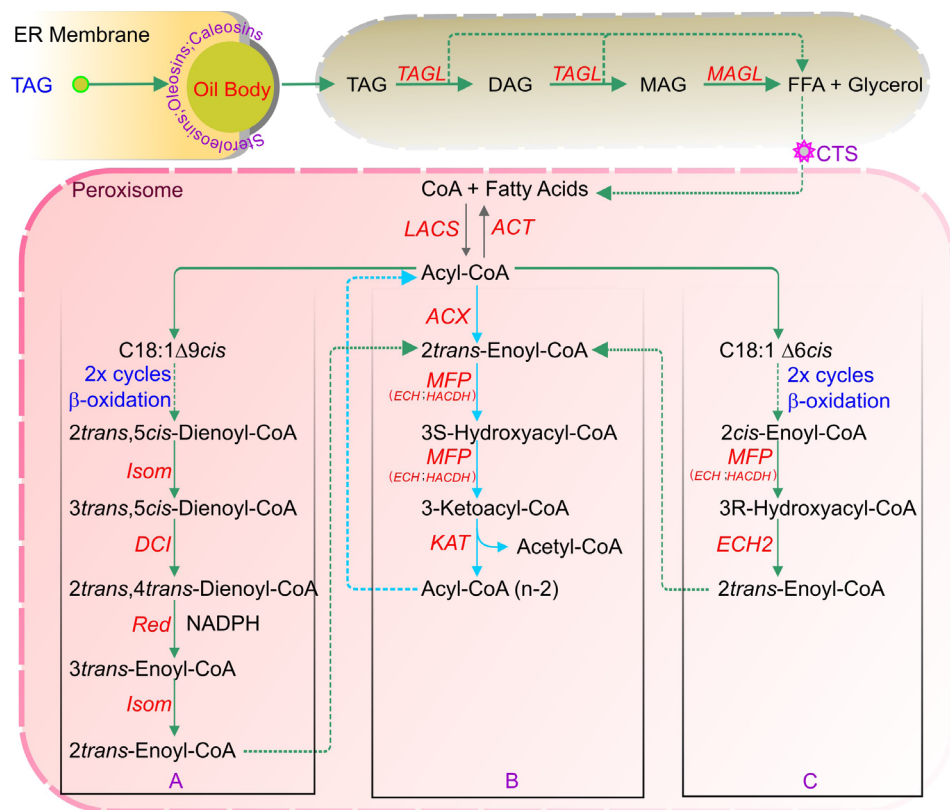 ER Membrane
TAG
Steroleosins;Oleosins;Caleosins
Oil Body
TAG
TAGL
DAG
TAGL
MAG
MAGL
FFA + Glycerol
CTS
Peroxisome
CoA + Fatty Acids
LACS
ACT
Acyl-CoA
C18:1Δ9cis
2x cycles
β-oxidation
2trans,5cis-Dienoyl-CoA
Isom
3trans,5cis-Dienoyl-CoA
DCI
2trans,4trans-Dienoyl-CoA
Red
NADPH
3trans-Enoyl-CoA
Isom
2trans-Enoyl-CoA
A
ACX
2trans-Enoyl-CoA
MFP
(ECH;HACDH)
3S-Hydroxyacyl-CoA
MFP
(ECH;HACDH)
3-Ketoacyl-CoA
KAT
Acetyl-CoA
Acyl-CoA (n-2)
B
C18:1 Δ6cis
2x cycles
β-oxidation
2cis-Enoyl-CoA
MFP
(ECH;HACDH)
3R-Hydroxyacyl-CoA
ECH2
2trans-Enoyl-CoA
C